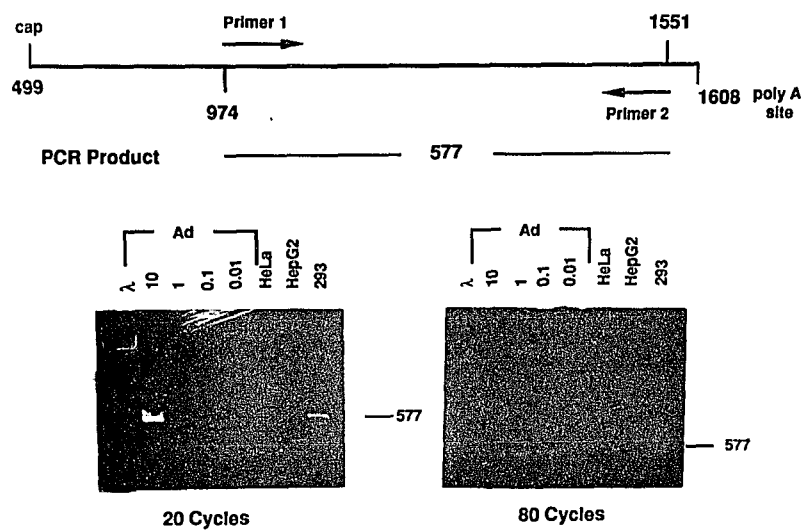 cap
Primer 1
1551
499
974
Primer 2
1608 poly A
site
PCR Product
577
Ad
λ 10 1 0.1 0.01 HeLa HepG2 293
577
20 Cycles
Ad
λ 10 1 0.1 0.01 HeLa HepG2 293
577
80 Cycles